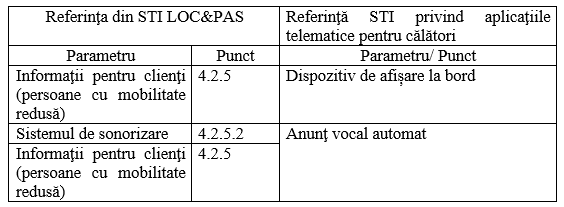 Referinţa din STI LOC&PAS
Referinţă STI privind aplicaţiile
telematice pentru călători
Parametru
Punct
Parametru/ Punct
Informaţii pentru clienţi
(persoane cu mobilitate
redusă)
4.2.5
Dispozitiv de afișare la bord
Sistemul de sonorizare
4.2.5.2
Anunţ vocal automat
Informaţii pentru clienţi
(persoane cu mobilitate
redusă)
4.2.5